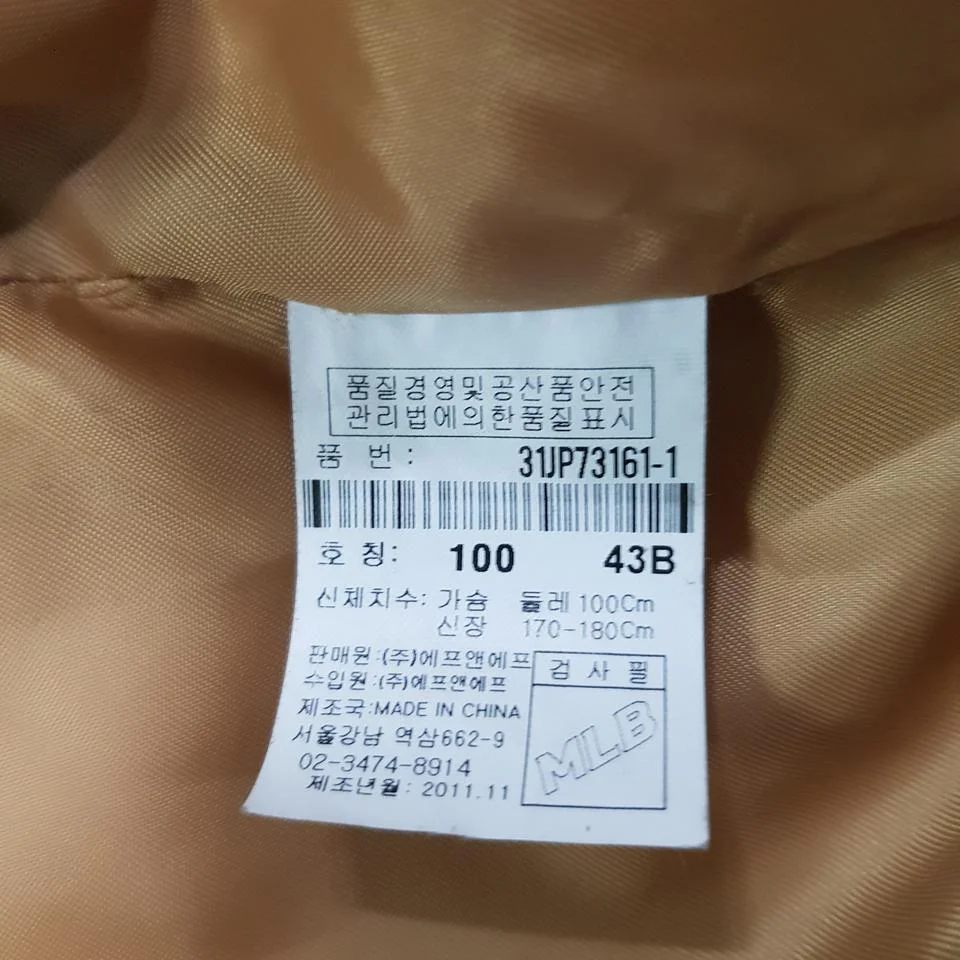 품질경영및공산품안전
관리법에의한품질표시
품 번 : 31JP73161-1
호 칭: 100 43B
신체치수: 가슴 둘레 100Cm
신장 170-180Cm
판매원:(주)에프앤에프
수입원:(주)에프앤에프
제조국:MADE IN CHINA
서울강남 역삼662-9
02-3474-8914
제조년월: 2011.11
검 사 필
MLB